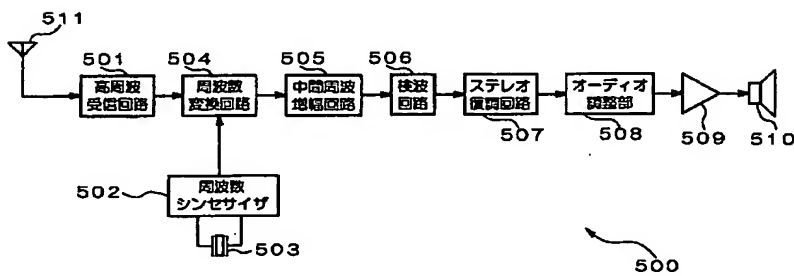 511
501
504
505
506
高周波
受信回路
周波数
変換回路
中間周波
増幅回路
検波
回路
ステレオ
復調回路
オーディオ
調整部
507
508
509
510
502
周波数
シンセサイザ
503
500